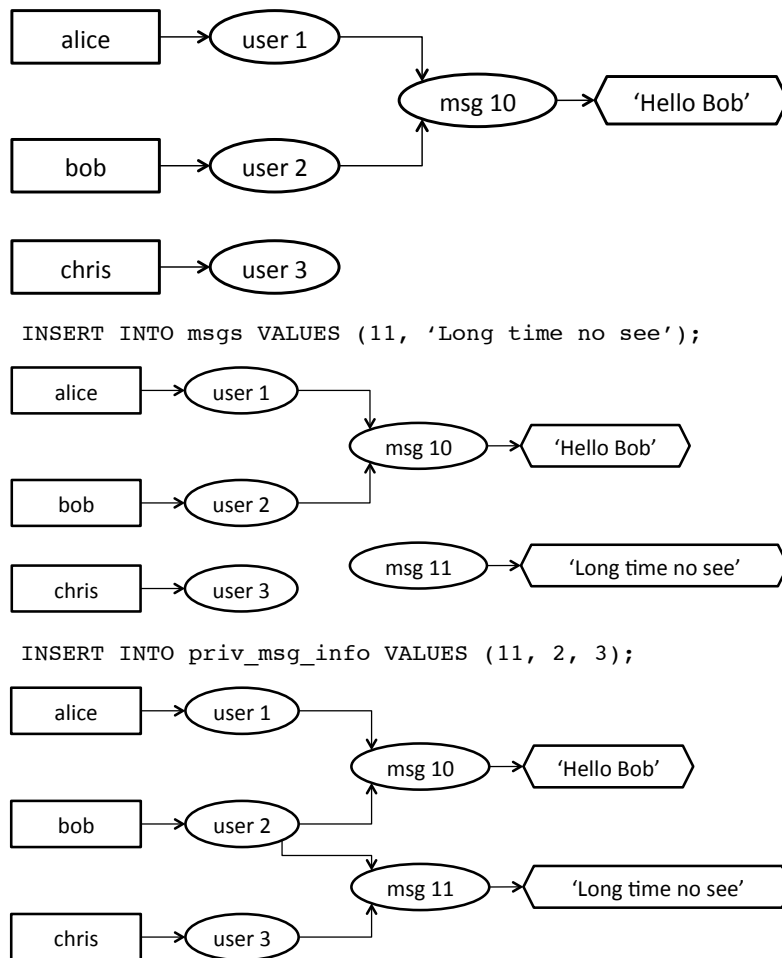 alice user 1
msg 10 ‘Hello Bob’
bob user 2
chris user 3
INSERT INTO msgs VALUES (11, ‘Long time no see’);
alice user 1
msg 10 ‘Hello Bob’
bob user 2
msg 11 ‘Long time no see’
chris user 3
INSERT INTO priv_msg_info VALUES (11, 2, 3);
alice user 1
msg 10 ‘Hello Bob’
bob user 2
msg 11 ‘Long time no see’
chris user 3